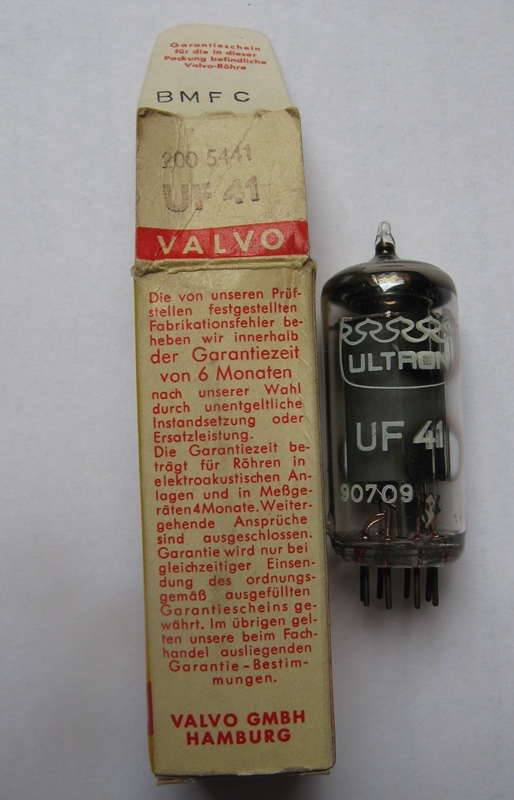 Garantieschein
für die in dieser
Packung befindliche
Valvo-Röhre
BMFC
200 5441
UF 41
VALVO
Die von unseren Prüf-
stellen festgestellten
Fabrikationsfehler be-
heben wir innerhalb
der Garantiezeit
von 6 Monaten
nach unserer Wahl
durch unentgeltliche
Instandsetzung oder
Ersatzleistung.
Die Garantiezeit be-
trägt für Röhren in
elektroakustischen An-
lagen und in Meßge-
räten 4 Monate. Weiter-
gehende Ansprüche
sind ausgeschlossen.
Garantie wird nur bei
gleichzeitiger Einsen-
dung des ordnungs-
gemäß ausgefüllten
Garantiescheins ge-
währt. Im übrigen gel-
ten unsere beim Fach-
handel ausliegenden
Garantie-Bestim-
mungen.
VALVO GMBH
HAMBURG
ULTRON
UF 41
90709